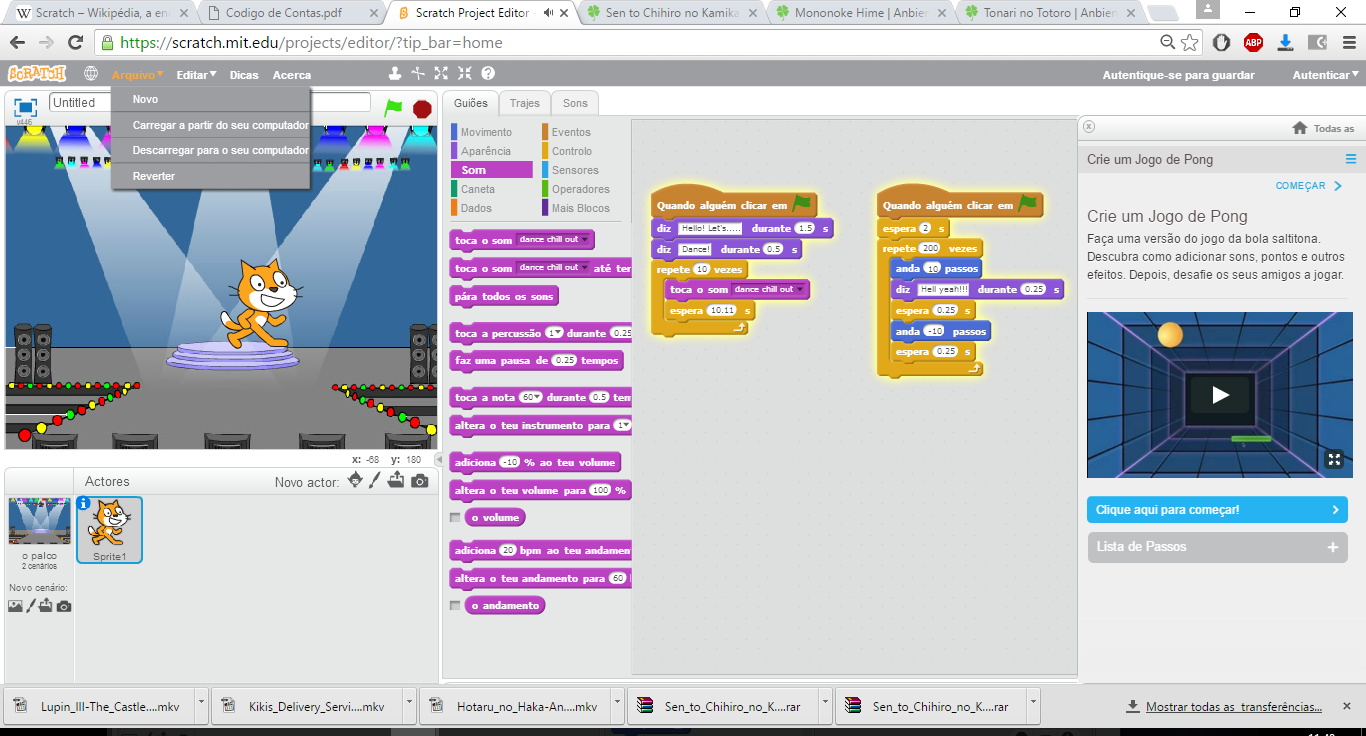 Scratch – Wikipédia, a en
Codigo de Contas.pdf
Scratch Project Editor -
Sen to Chihiro no Kamika
Mononoke Hime | Anbien
Tonari no Totoro | Anbien
https://scratch.mit.edu/projects/editor/?tip_bar=home
ABP
SCRATCH
Arquivo
Editar
Dicas
Acerca
Autentique-se para guardar
Autenticar
v446
Untitled
Novo
Carregar a partir do seu computador
Descarregar para o seu computador
Reverter
x: -68 y: 180
Actores
Novo actor:
o palco
2 cenários
Novo cenário:
Sprite1
Guiões
Trajes
Sons
Movimento
Aparência
Som
Caneta
Dados
Eventos
Controlo
Sensores
Operadores
Mais Blocos
toca o som dance chill out
toca o som dance chill out até ter
pára todos os sons
toca a percussão 1 durante 0.25
faz uma pausa de 0.25 tempos
toca a nota 60 durante 0.5 tem
altera o teu instrumento para 1
adiciona -10 % ao teu volume
altera o teu volume para 100 %
o volume
adiciona 20 bpm ao teu andamen
altera o teu andamento para 60
o andamento
Quando alguém clicar em
diz Hello! Let's..... durante 1.5 s
diz Dance! durante 0.5 s
repete 10 vezes
toca o som dance chill out
espera 10.11 s
Quando alguém clicar em
espera 2 s
repete 200 vezes
anda 10 passos
diz Hell yeah!!! durante 0.25 s
espera 0.25 s
anda -10 passos
espera 0.25 s
Todas as
Crie um Jogo de Pong
COMEÇAR
Crie um Jogo de Pong
Faça uma versão do jogo da bola saltitona.
Descubra como adicionar sons, pontos e outros
efeitos. Depois, desafie os seus amigos a jogar.
Clique aqui para começar!
Lista de Passos
Lupin_III-The_Castle....mkv
Kikis_Delivery_Servi....mkv
Hotaru_no_Haka-An....mkv
Sen_to_Chihiro_no_K....rar
Sen_to_Chihiro_no_K....rar
Mostrar todas as transferências...